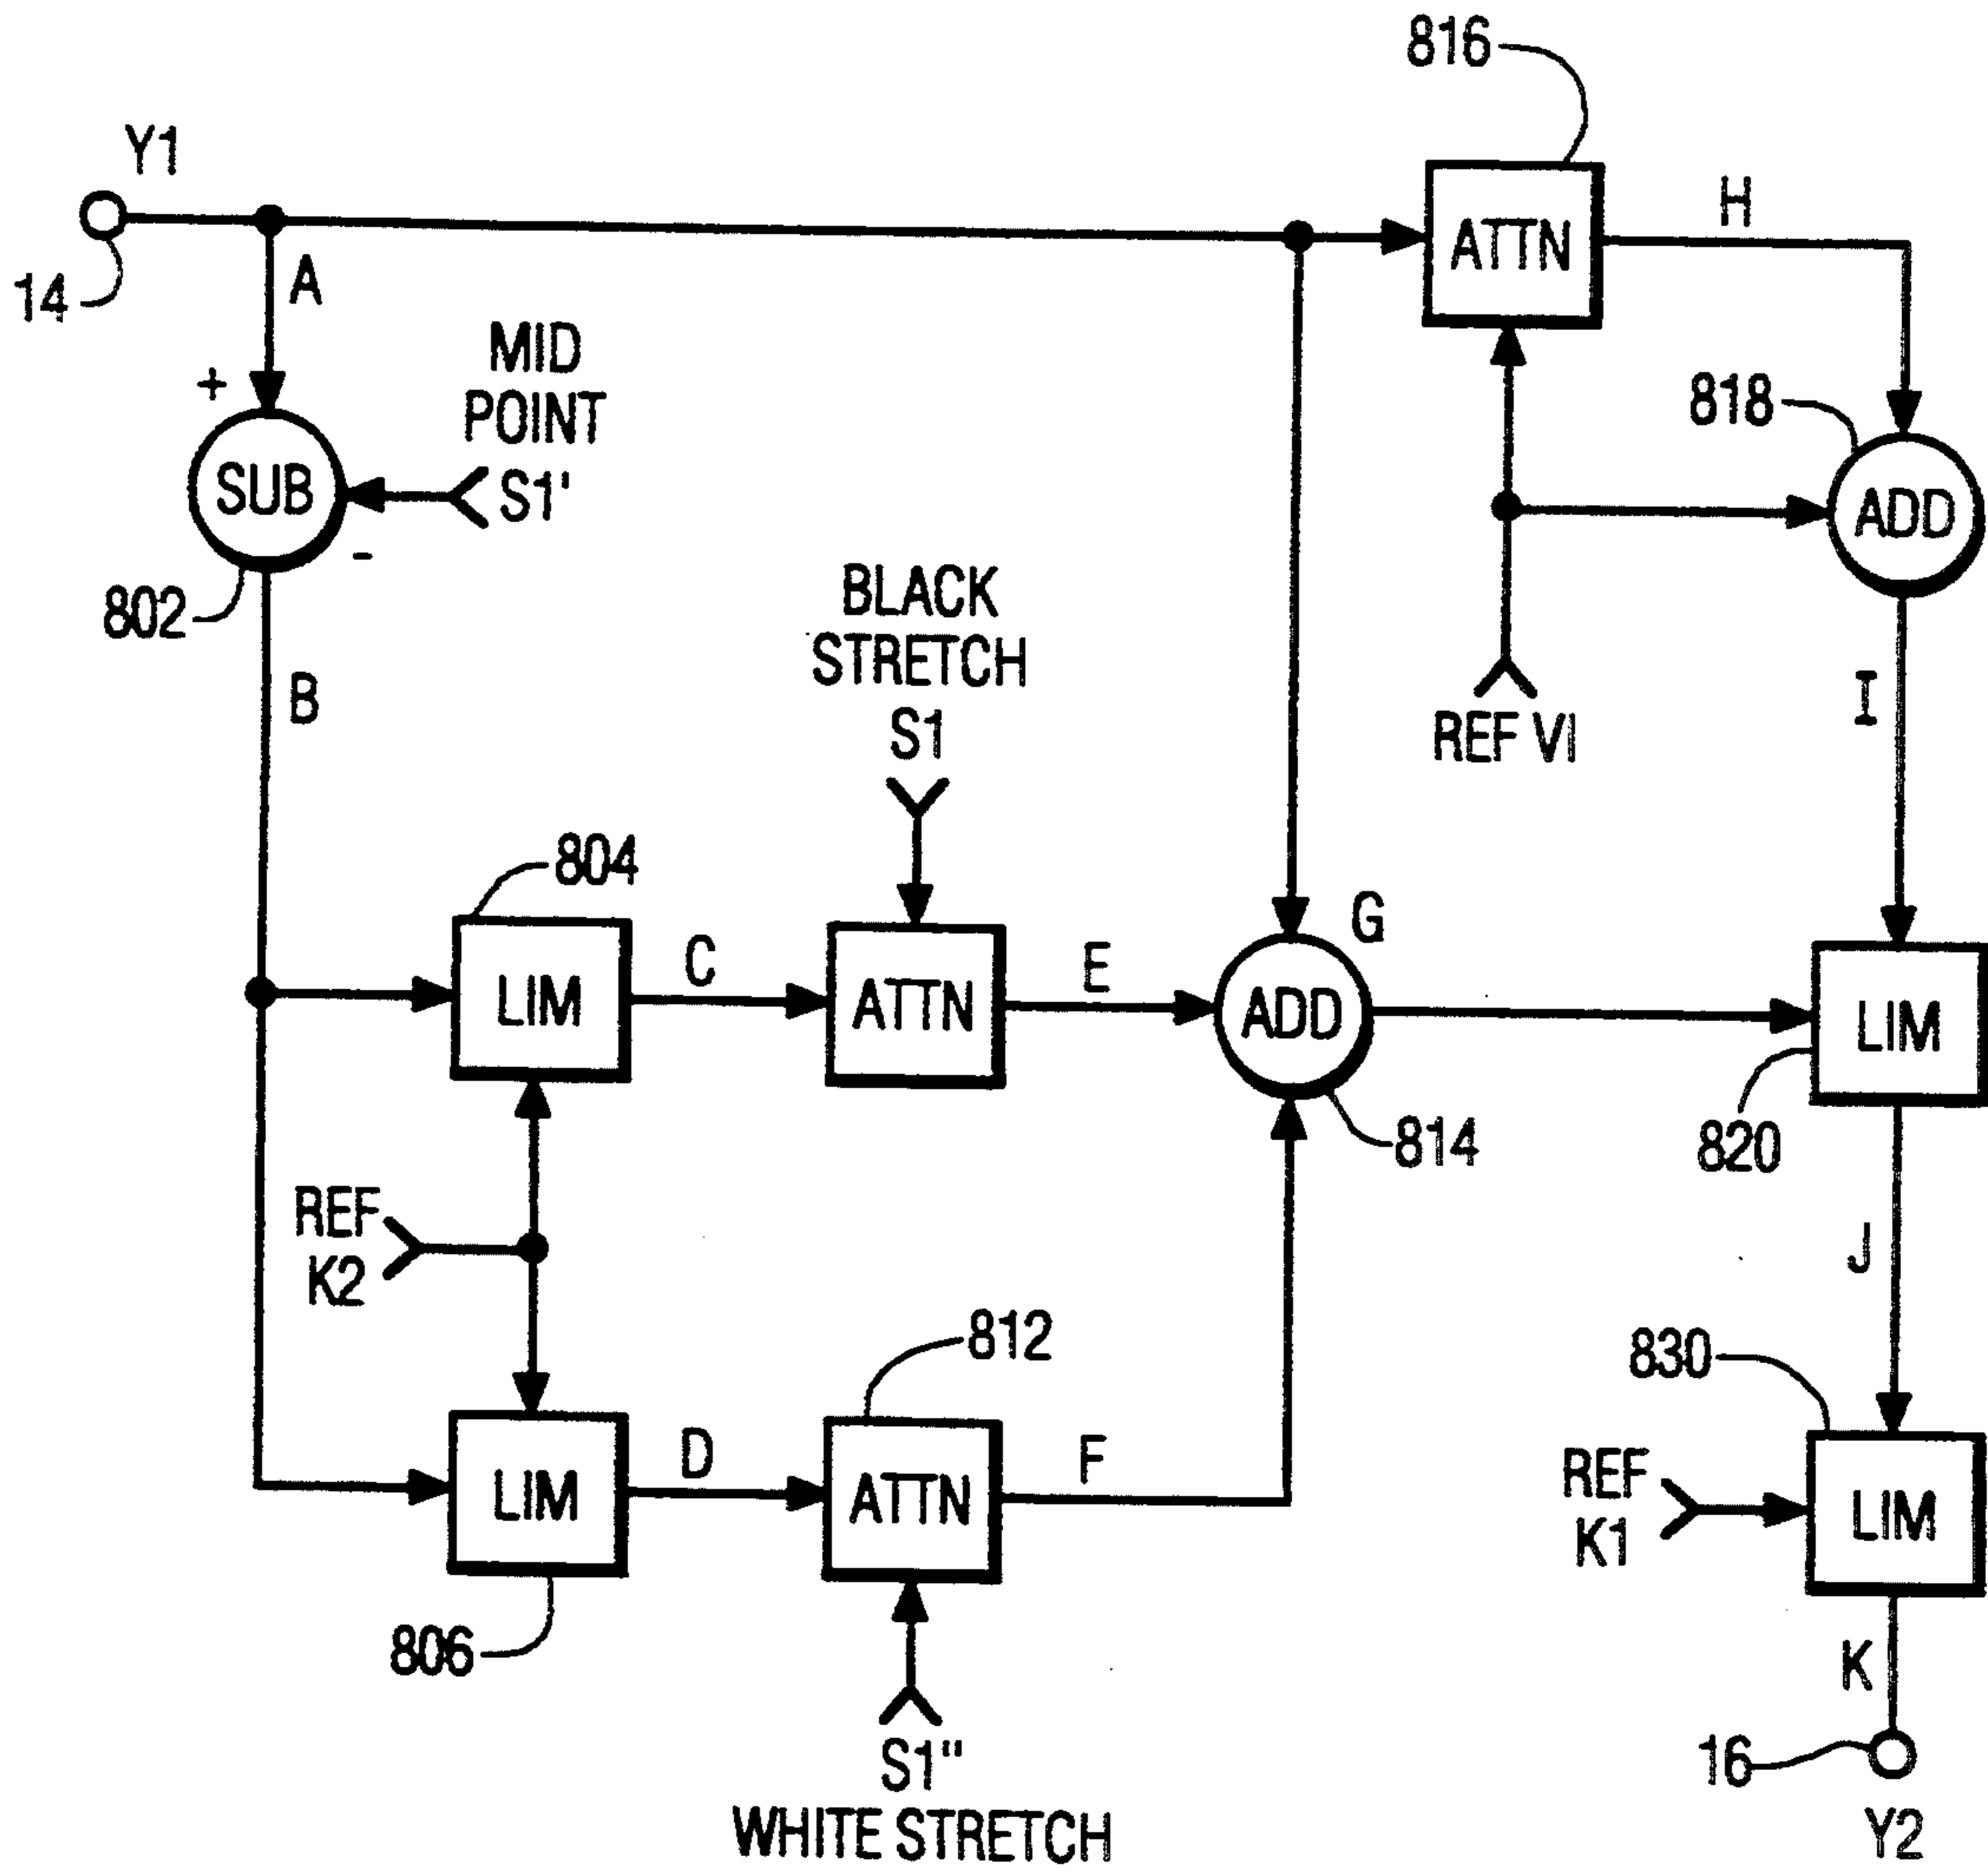 816
Y1
ATTN
H
14
A
MID
POINT
S1'
+
SUB
-
818
ADD
802
BLACK
STRETCH
S1
B
REF VI
I
804
LIM
C
ATTN
E
G
ADD
LIM
814
820
REF
K2
J
812
830
LIM
D
ATTN
F
REF
K1
LIM
806
K
S1"
WHITE STRETCH
16
Y2